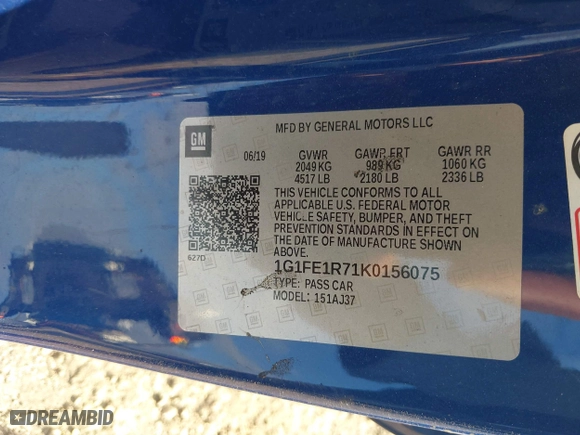 GM
MFD BY GENERAL MOTORS LLC
06/19 GVWR GAWR FRT GAWR RR
2049 KG 989 KG 1060 KG
4517 LB 2180 LB 2336 LB
THIS VEHICLE CONFORMS TO ALL
APPLICABLE U.S. FEDERAL MOTOR
VEHICLE SAFETY, BUMPER, AND THEFT
PREVENTION STANDARDS IN EFFECT ON
THE DATE OF MANUFACTURE SHOWN
ABOVE.
627D
1G1FE1R71K0156075
TYPE: PASS CAR
MODEL: 151AJ37
DREAMBID